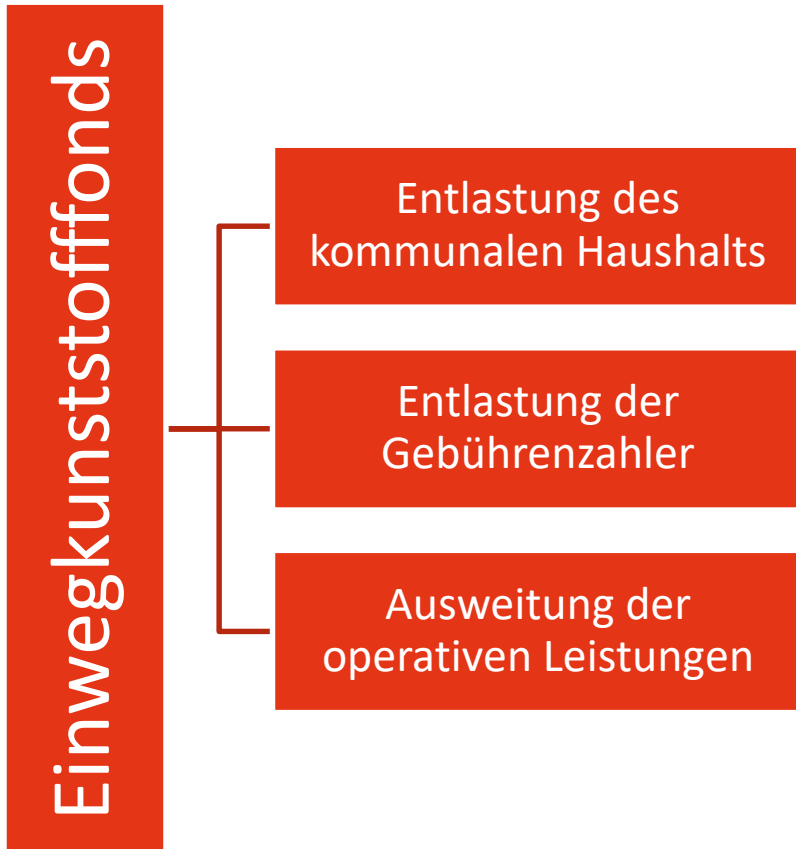 Einwegkunststofffonds
Entlastung des
kommunalen Haushalts
Entlastung der
Gebührenzahler
Ausweitung der
operativen Leistungen